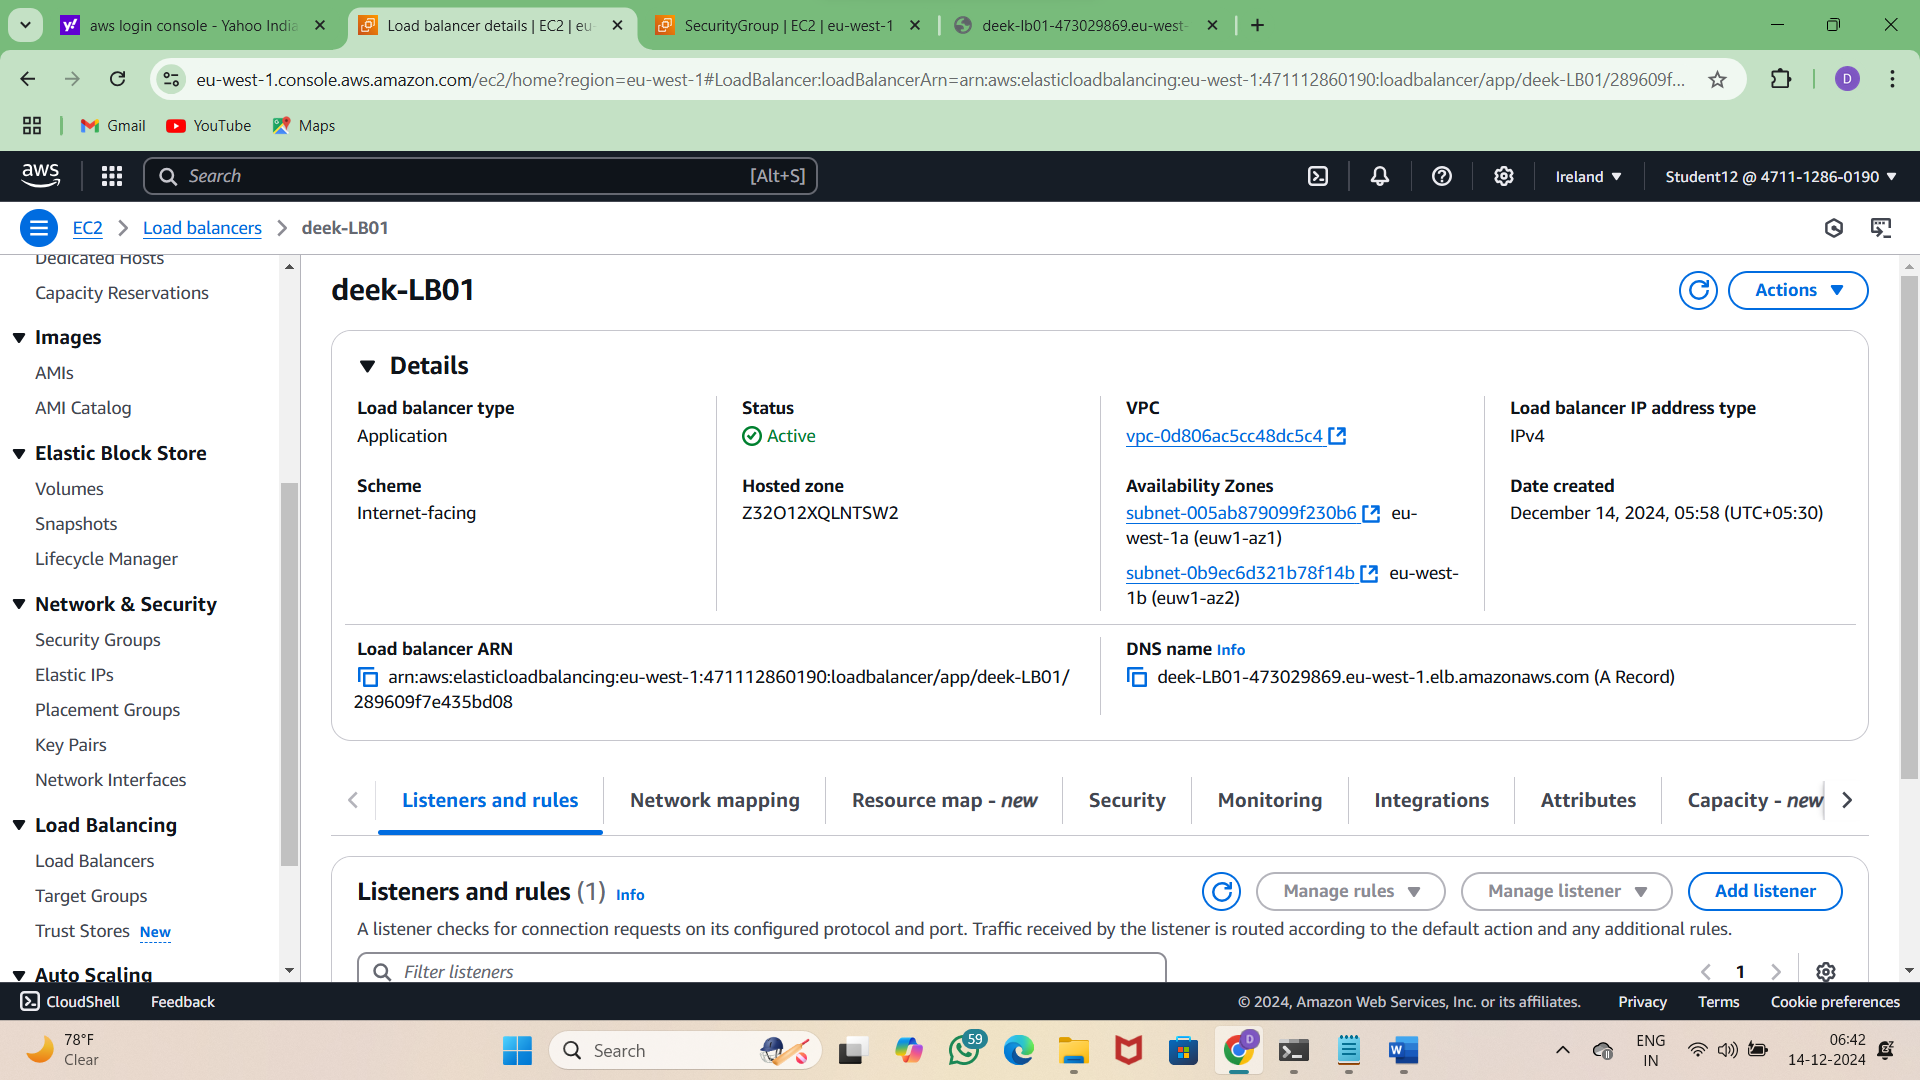 aws login console - Yahoo India
Load balancer details | EC2 | eu-
SecurityGroup | EC2 | eu-west-1
deek-lb01-473029869.eu-west-
eu-west-1.console.aws.amazon.com/ec2/home?region=eu-west-1#LoadBalancer:loadBalancerArn=arn:aws:elasticloadbalancing:eu-west-1:471112860190:loadbalancer/app/deek-LB01/289609f...
D
Gmail
YouTube
Maps
aws
Search
[Alt+S]
Ireland
Student12 @ 4711-1286-0190
EC2
Load balancers
deek-LB01
Dedicated Hosts
Capacity Reservations
Images
AMIs
AMI Catalog
Elastic Block Store
Volumes
Snapshots
Lifecycle Manager
Network & Security
Security Groups
Elastic IPs
Placement Groups
Key Pairs
Network Interfaces
Load Balancing
Load Balancers
Target Groups
Trust Stores New
Auto Scaling
deek-LB01
Actions
Details
Load balancer type
Application
Status
Active
VPC
vpc-0d806ac5cc48dc5c4
Load balancer IP address type
IPv4
Scheme
Internet-facing
Hosted zone
Z32O12XQLNTSW2
Availability Zones
subnet-005ab879099f230b6 eu-
west-1a (euw1-az1)
subnet-0b9ec6d321b78f14b eu-west-
1b (euw1-az2)
Date created
December 14, 2024, 05:58 (UTC+05:30)
Load balancer ARN
arn:aws:elasticloadbalancing:eu-west-1:471112860190:loadbalancer/app/deek-LB01/
289609f7e435bd08
DNS name Info
deek-LB01-473029869.eu-west-1.elb.amazonaws.com (A Record)
Listeners and rules
Network mapping
Resource map - new
Security
Monitoring
Integrations
Attributes
Capacity - new
Listeners and rules (1) Info
Manage rules
Manage listener
Add listener
A listener checks for connection requests on its configured protocol and port. Traffic received by the listener is routed according to the default action and any additional rules.
Filter listeners
1
CloudShell
Feedback
© 2024, Amazon Web Services, Inc. or its affiliates.
Privacy
Terms
Cookie preferences
78°F
Clear
Search
59
D
W
ENG
IN
06:42
14-12-2024